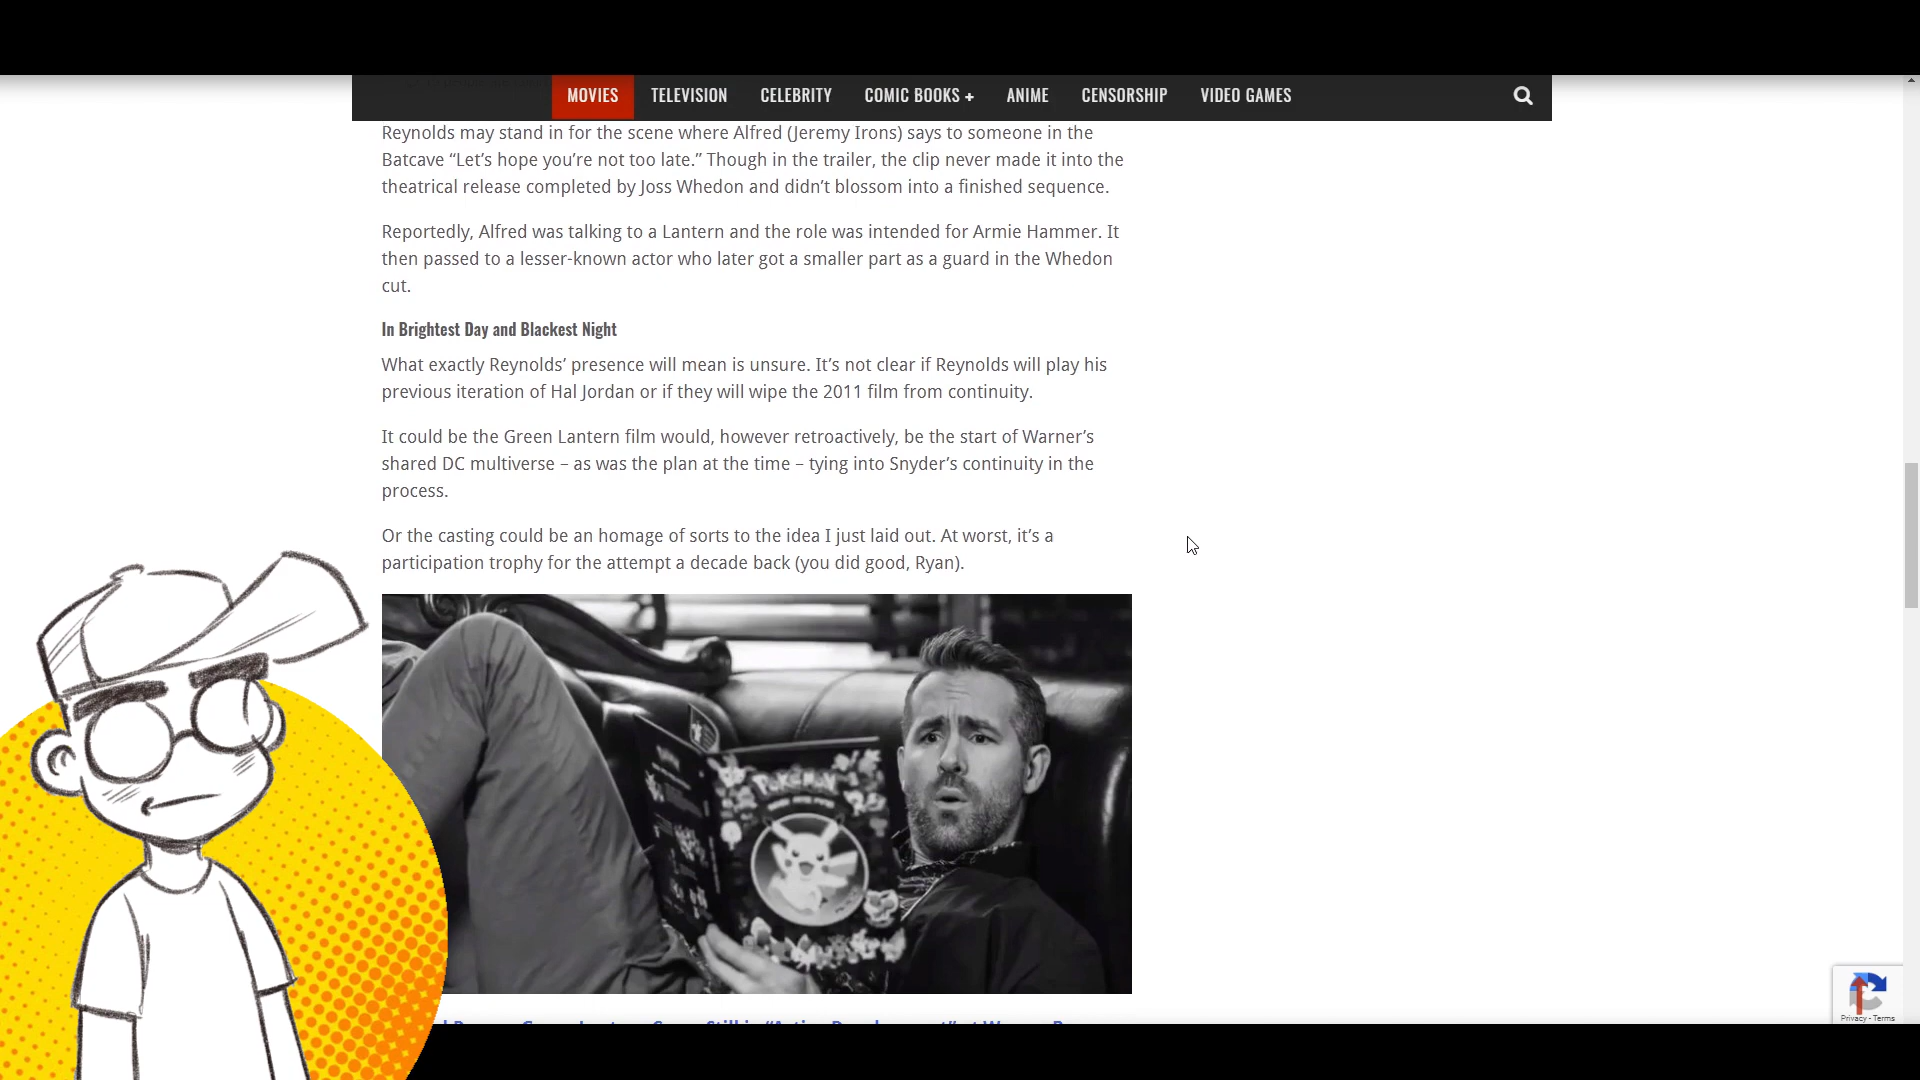 MOVIES TELEVISION CELEBRITY COMIC BOOKS + ANIME CENSORSHIP VIDEO GAMES
Reynolds may stand in for the scene where Alfred (Jeremy Irons) says to someone in the
Batcave “Let’s hope you’re not too late.” Though in the trailer, the clip never made it into the
theatrical release completed by Joss Whedon and didn’t blossom into a finished sequence.
Reportedly, Alfred was talking to a Lantern and the role was intended for Armie Hammer. It
then passed to a lesser-known actor who later got a smaller part as a guard in the Whedon
cut.
In Brightest Day and Blackest Night
What exactly Reynolds’ presence will mean is unsure. It’s not clear if Reynolds will play his
previous iteration of Hal Jordan or if they will wipe the 2011 film from continuity.
It could be the Green Lantern film would, however retroactively, be the start of Warner’s
shared DC multiverse – as was the plan at the time – tying into Snyder’s continuity in the
process.
Or the casting could be an homage of sorts to the idea I just laid out. At worst, it’s a
participation trophy for the attempt a decade back (you did good, Ryan).
POKéMON
Privacy - Terms